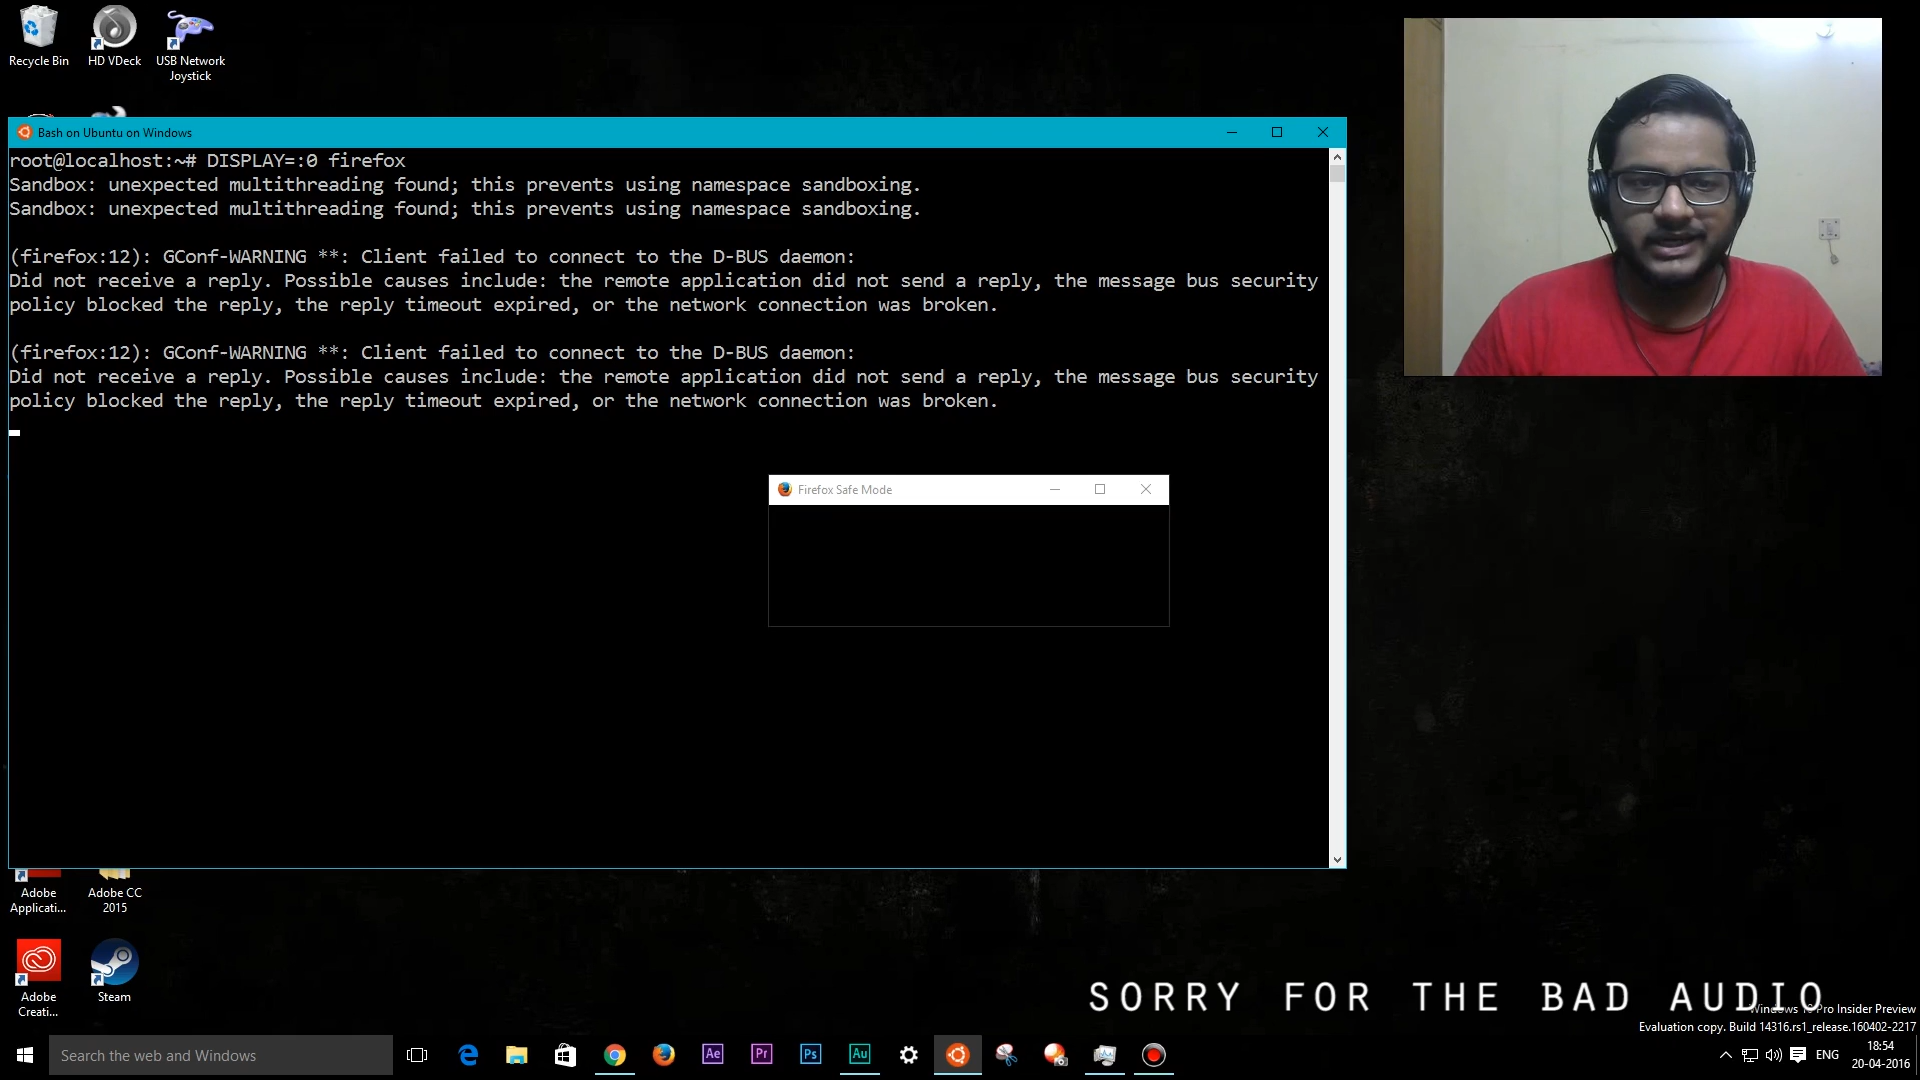 Recycle Bin
HD VDeck
USB Network
Joystick
Bash on Ubuntu on Windows
root@localhost:~# DISPLAY=:0 firefox
Sandbox: unexpected multithreading found; this prevents using namespace sandboxing.
Sandbox: unexpected multithreading found; this prevents using namespace sandboxing.
(firefox:12): GConf-WARNING **: Client failed to connect to the D-BUS daemon:
Did not receive a reply. Possible causes include: the remote application did not send a reply, the message bus security
policy blocked the reply, the reply timeout expired, or the network connection was broken.
(firefox:12): GConf-WARNING **: Client failed to connect to the D-BUS daemon:
Did not receive a reply. Possible causes include: the remote application did not send a reply, the message bus security
policy blocked the reply, the reply timeout expired, or the network connection was broken.
Firefox Safe Mode
Adobe
Applicati...
Adobe CC
2015
Adobe
Creati...
Steam
SORRY FOR THE BAD AUDIO
Windows 10 Pro Insider Preview
Evaluation copy. Build 14316.rs1_release.160402-2217
Search the web and Windows
Ae
Pr
Ps
Au
ENG
18:54
20-04-2016